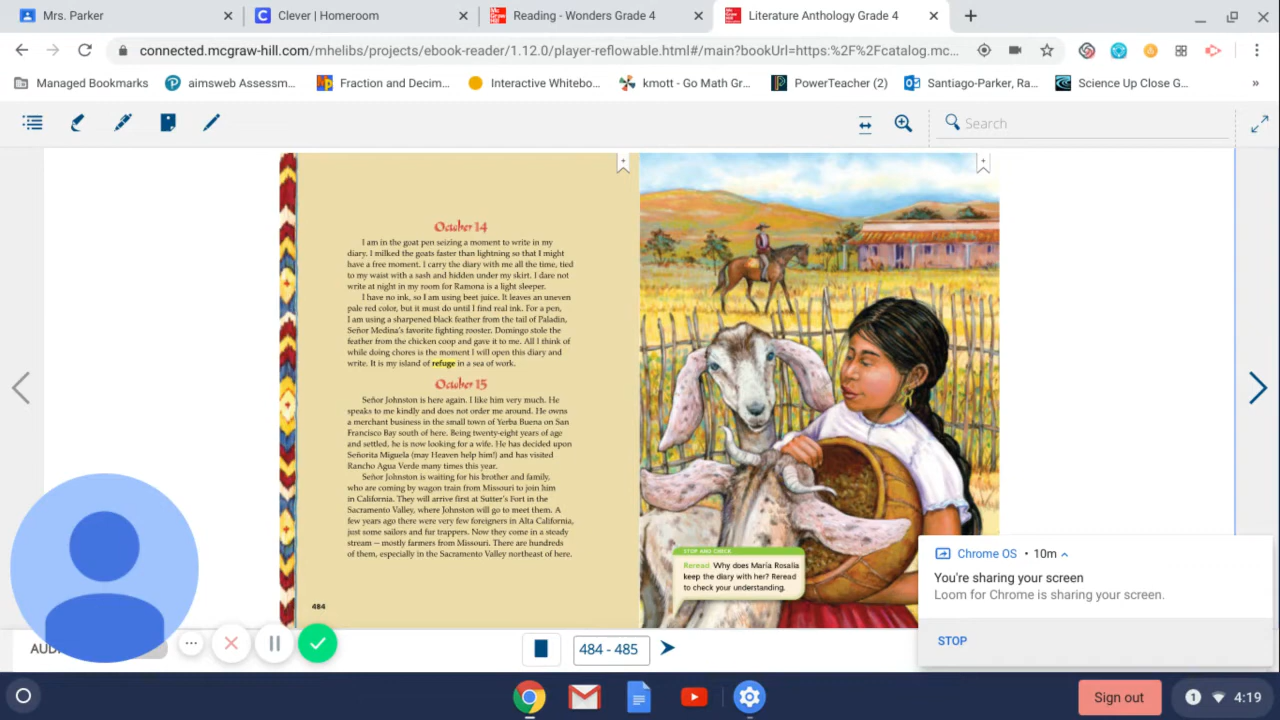 Mrs. Parker
Clever | Homeroom
Mc Graw Hill
Reading - Wonders Grade 4
Mc Graw Hill
Literature Anthology Grade 4
connected.mcgraw-hill.com/mhelibs/projects/ebook-reader/1.12.0/player-reflowable.html#/main?bookUrl=https:%2F%2Fcatalog.mc...
Managed Bookmarks
aimsweb Assessm...
Fraction and Decim...
Interactive Whitebo...
kmott - Go Math Gr...
PowerTeacher (2)
Santiago-Parker, Ra...
Science Up Close G...
»
Search
October 14
I am in the goat pen seizing a moment to write in my
diary. I milked the goats faster than lightning so that I might
have a free moment. I carry the diary with me all the time, tied
to my waist with a sash and hidden under my skirt. I dare not
write at night in my room for Ramona is a light sleeper.
I have no ink, so I am using beet juice. It leaves an uneven
pale red color, but it must do until I find real ink. For a pen,
I am using a sharpened black feather from the tail of Paladin,
Señor Medina's favorite fighting rooster. Domingo stole the
feather from the chicken coop and gave it to me. All I think of
while doing chores is the moment I will open this diary and
write. It is my island of refuge in a sea of work.
October 15
Señor Johnston is here again. I like him very much. He
speaks to me kindly and does not order me around. He owns
a merchant business in the small town of Yerba Buena on San
Francisco Bay south of here. Being twenty-eight years of age
and settled, he is now looking for a wife. He has decided upon
Señorita Miguela (may Heaven help him!) and has visited
Rancho Agua Verde many times this year.
Señor Johnston is waiting for his brother and family,
who are coming by wagon train from Missouri to join him
in California. They will arrive first at Sutter's Fort in the
Sacramento Valley, where Johnston will go to meet them. A
few years ago there were very few foreigners in Alta California,
just some sailors and fur trappers. Now they come in a steady
stream — mostly farmers from Missouri. There are hundreds
of them, especially in the Sacramento Valley northeast of here.
484
STOP AND CHECK
Reread Why does María Rosalía
keep the diary with her? Reread
to check your understanding.
Chrome OS • 10m
You're sharing your screen
Loom for Chrome is sharing your screen.
STOP
484 - 485
Sign out
1
4:19